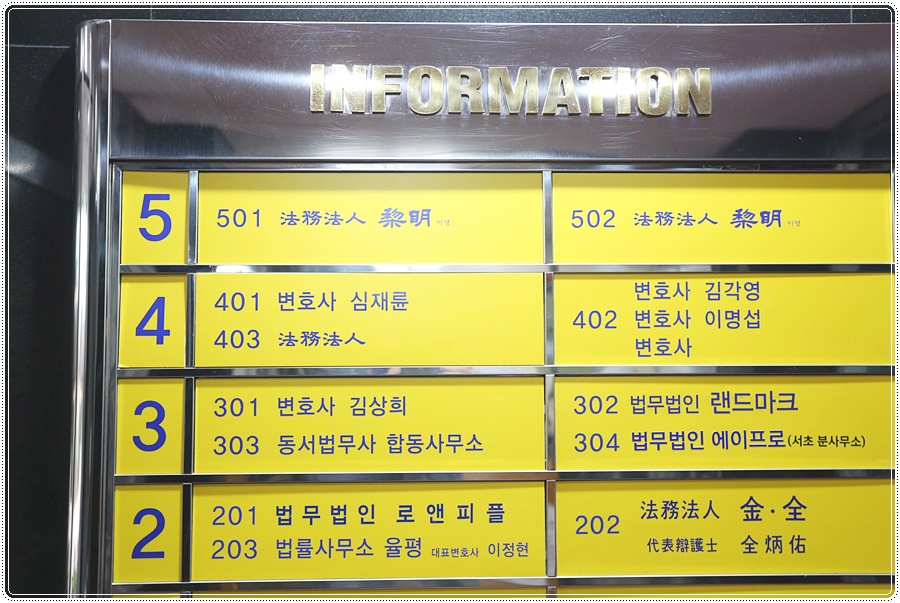 INFORMATION
5
501 法務法人 黎明 이명
502 法務法人 黎明 이명
4
401 변호사 심재륜
403 法務法人
변호사 김각영
402 변호사 이명섭
변호사
3
301 변호사 김상희
303 동서법무사 합동사무소
302 법무법인 랜드마크
304 법무법인 에이프로(서초 분사무소)
2
201 법무법인 로앤피플
203 법률사무소 율평 대표변호사 이정현
202 法務法人 金·全
代表辯護士 全炳佑